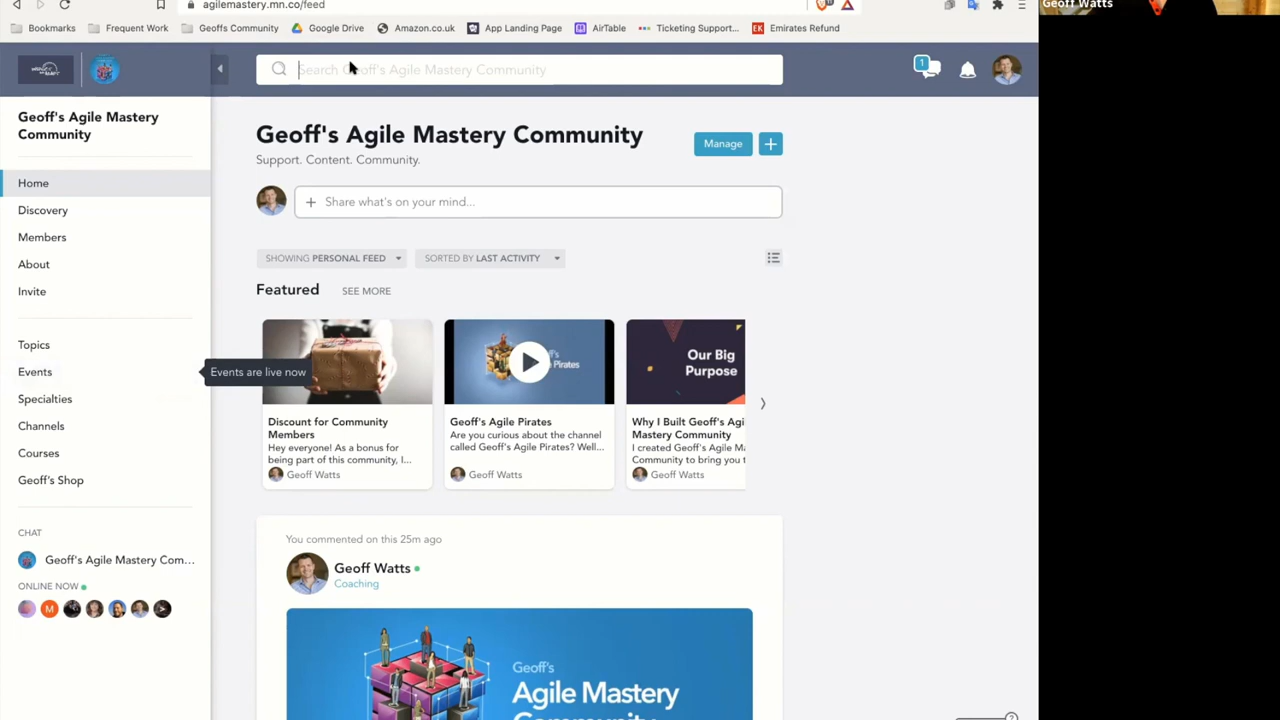 agilemastery.mn.co/feed
Geoff Watts
Bookmarks
Frequent Work
Geoffs Community
Google Drive
Amazon.co.uk
App Landing Page
AirTable
Ticketing Support...
Emirates Refund
Search Geoff's Agile Mastery Community
1
Geoff's Agile Mastery
Community
Home
Discovery
Members
About
Invite
Topics
Events
Specialties
Channels
Courses
Geoff's Shop
CHAT
Geoff's Agile Mastery Com...
ONLINE NOW
M
Events are live now
Geoff's Agile Mastery Community
Support. Content. Community.
Manage
+
+ Share what's on your mind...
SHOWING PERSONAL FEED
SORTED BY LAST ACTIVITY
Featured
SEE MORE
Discount for Community
Members
Hey everyone! As a bonus for
being part of this community, I...
Geoff Watts
Geoff's Agile Pirates
Are you curious about the channel
called Geoff's Agile Pirates? Well...
Geoff Watts
Our Big
Purpose
Why I Built Geoff's Agi
Mastery Community
I created Geoff's Agile Ma
Community to bring you t
Geoff Watts
You commented on this 25m ago
Geoff Watts
Coaching
Geoff's
Agile Mastery
Community
?